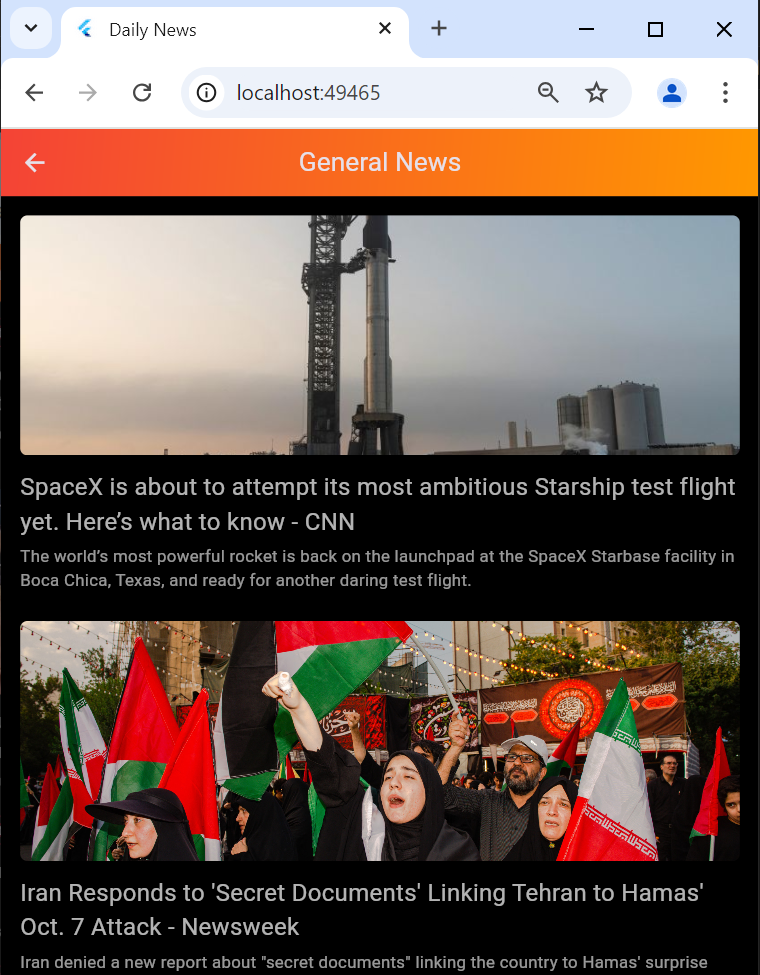 Daily News
localhost:49465
General News
SpaceX is about to attempt its most ambitious Starship test flight
yet. Here’s what to know - CNN
The world’s most powerful rocket is back on the launchpad at the SpaceX Starbase facility in
Boca Chica, Texas, and ready for another daring test flight.
Iran Responds to 'Secret Documents' Linking Tehran to Hamas'
Oct. 7 Attack - Newsweek
Iran denied a new report about "secret documents" linking the country to Hamas' surprise